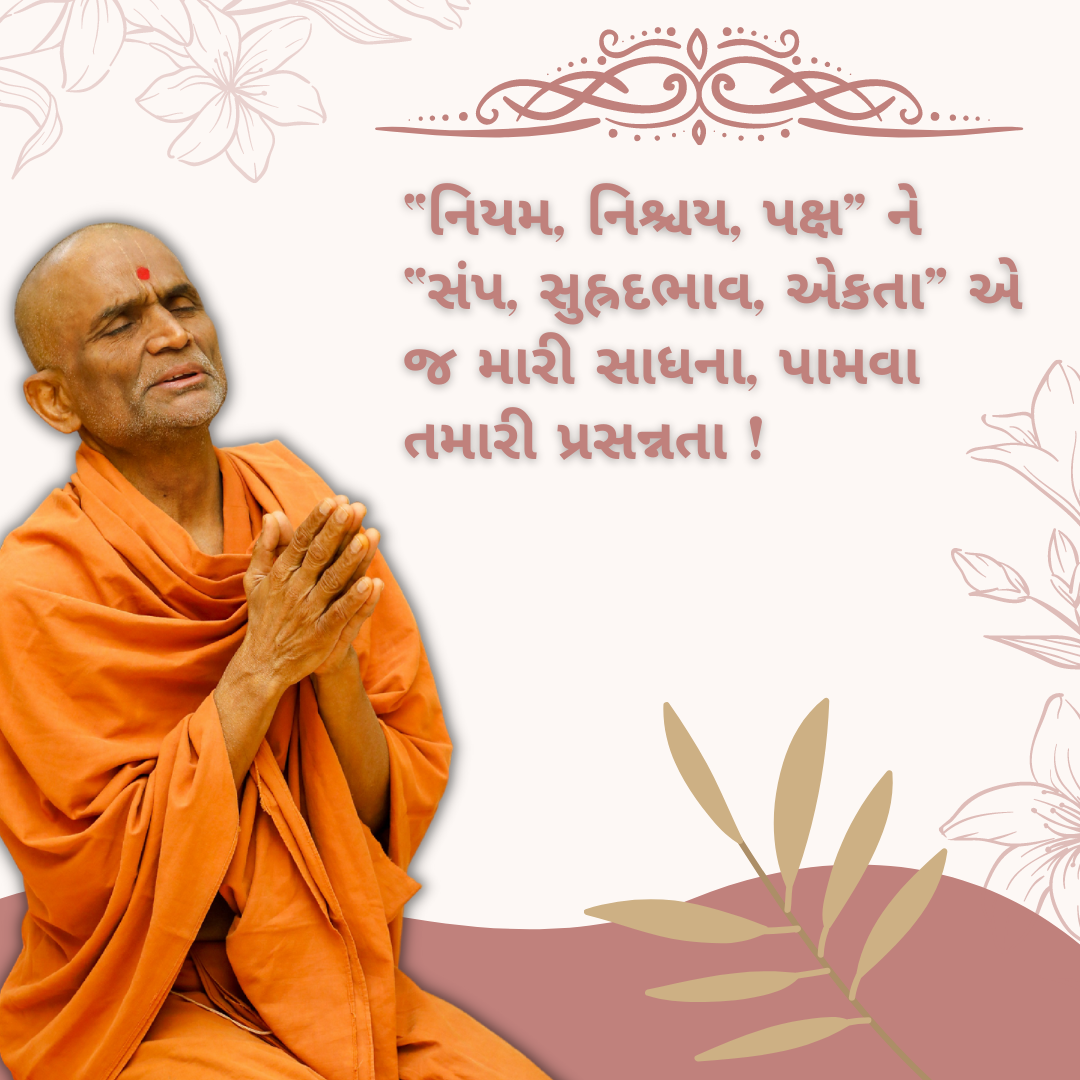 “નિયમ, નિશ્ચય, પક્ષ” ને
“સંપ, સુહ્રદભાવ, એકતા” એ
જ મારી સાધના, પામવા
તમારી પ્રસન્નતા !